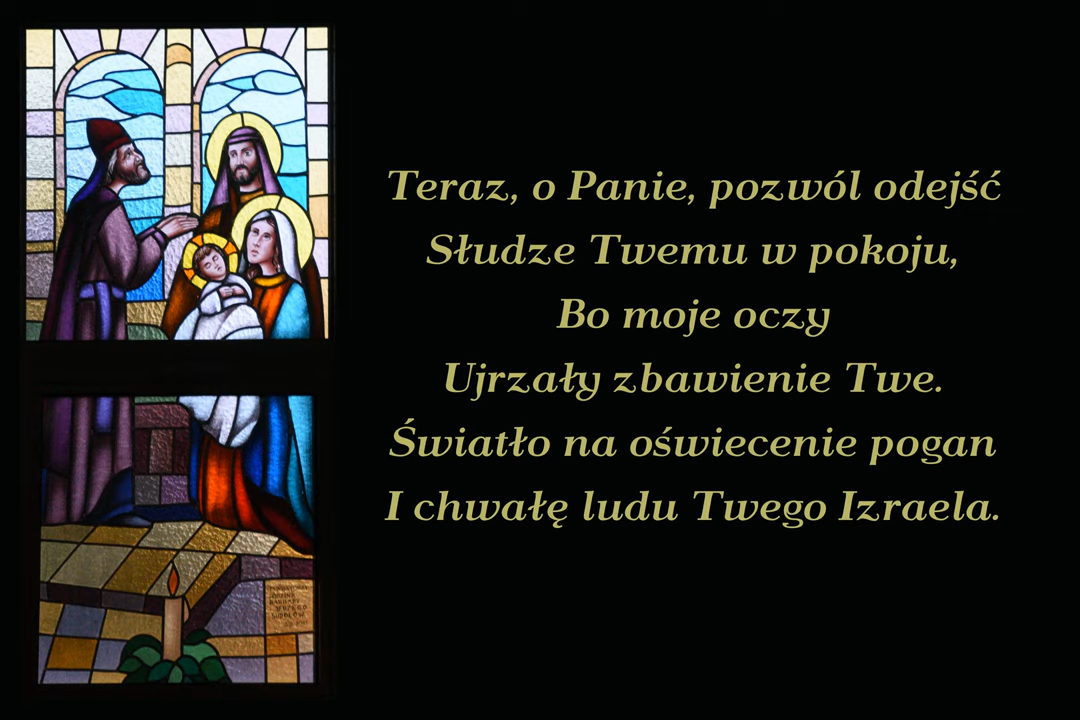 Teraz, o Panie, pozwól odejść
Słudze Twemu w pokoju,
Bo moje oczy
Ujrzały zbawienie Twe.
Światło na oświecenie pogan
I chwałę ludu Twego Izraela.